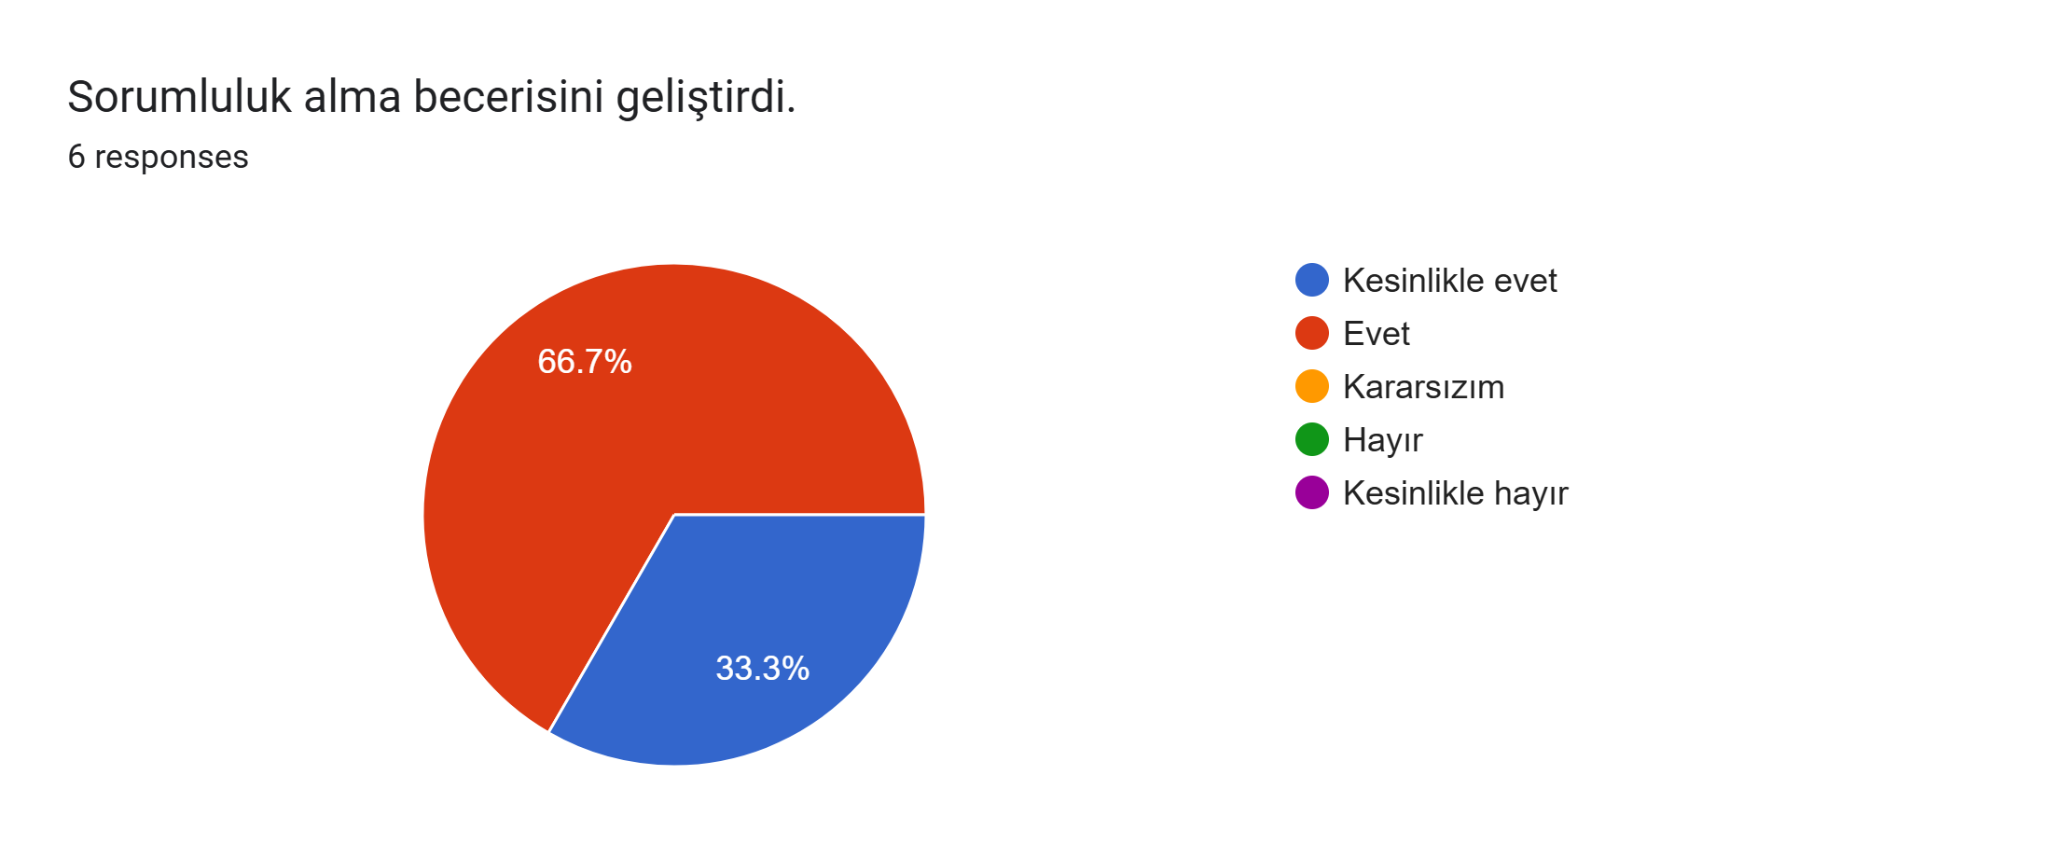 Sorumluluk alma becerisini geliştirdi.
6 responses
66.7%
33.3%
Kesinlikle evet
Evet
Kararsızım
Hayır
Kesinlikle hayır